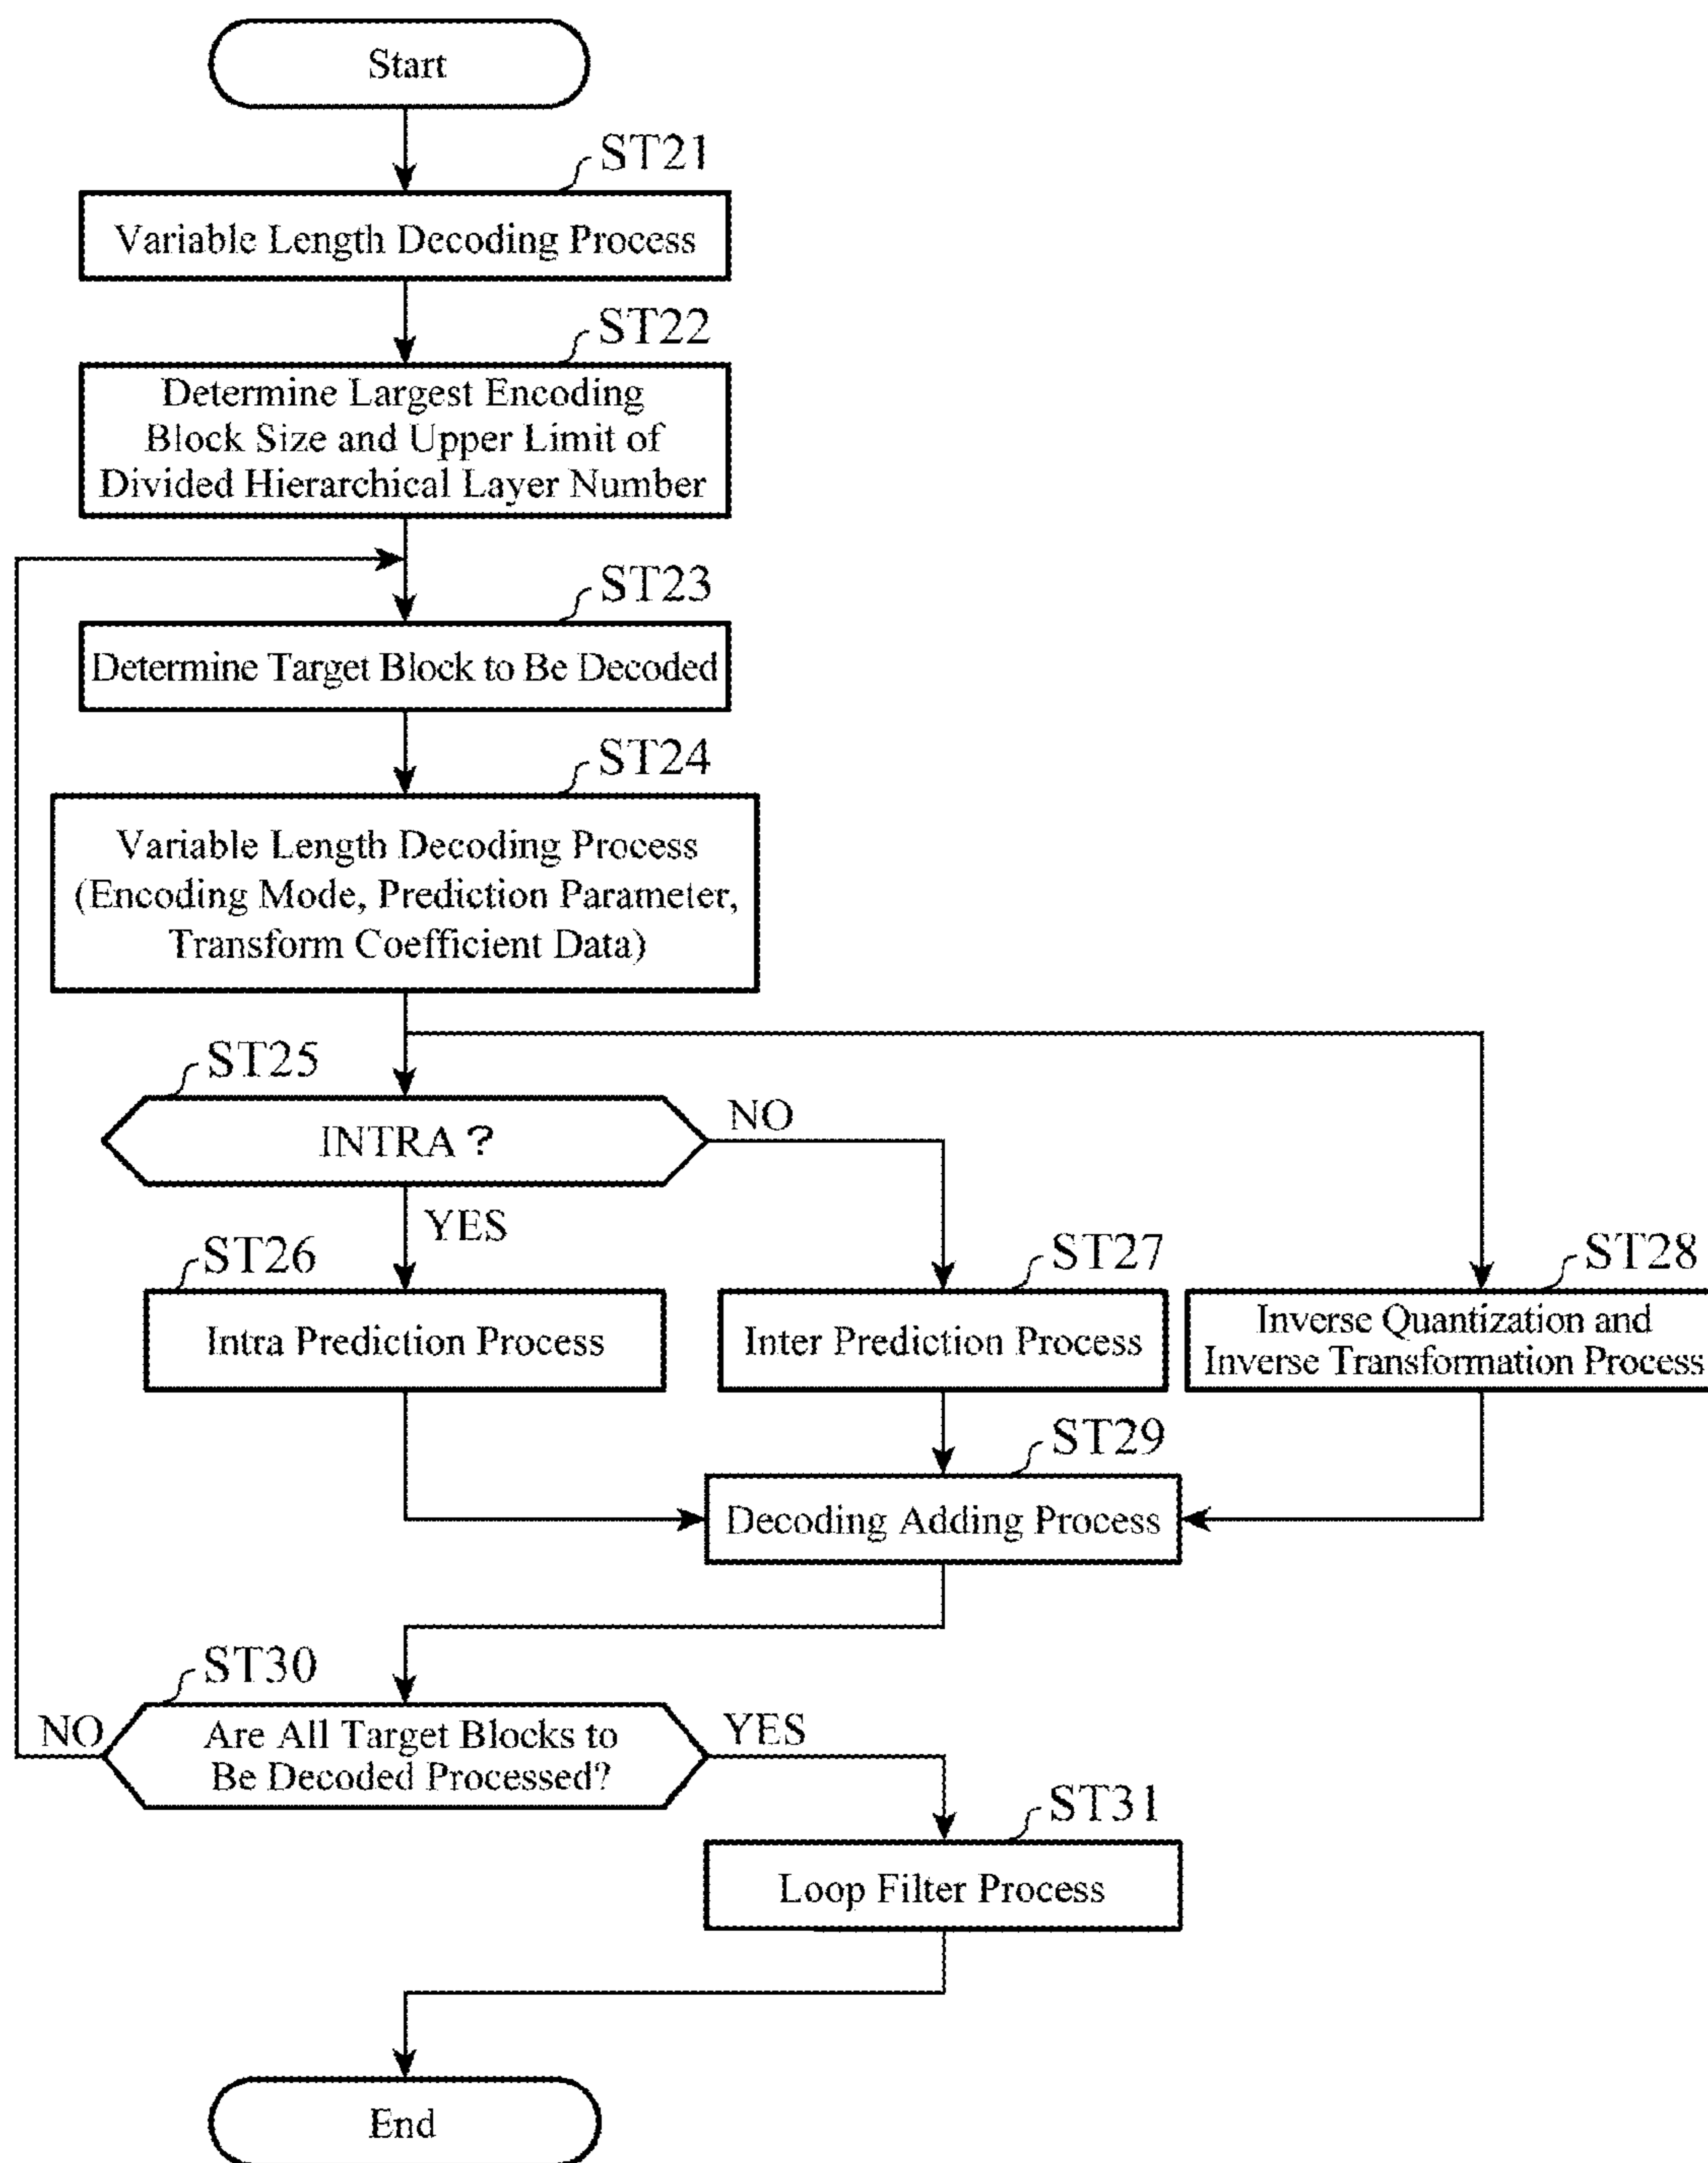 Start
ST21
Variable Length Decoding Process
ST22
Determine Largest Encoding
Block Size and Upper Limit of
Divided Hierarchical Layer Number
ST23
Determine Target Block to Be Decoded
ST24
Variable Length Decoding Process
(Encoding Mode, Prediction Parameter,
Transform Coefficient Data)
ST25
INTRA ?
NO
YES
ST26
Intra Prediction Process
ST27
Inter Prediction Process
ST28
Inverse Quantization and
Inverse Transformation Process
ST29
Decoding Adding Process
ST30
NO
Are All Target Blocks to
Be Decoded Processed?
YES
ST31
Loop Filter Process
End